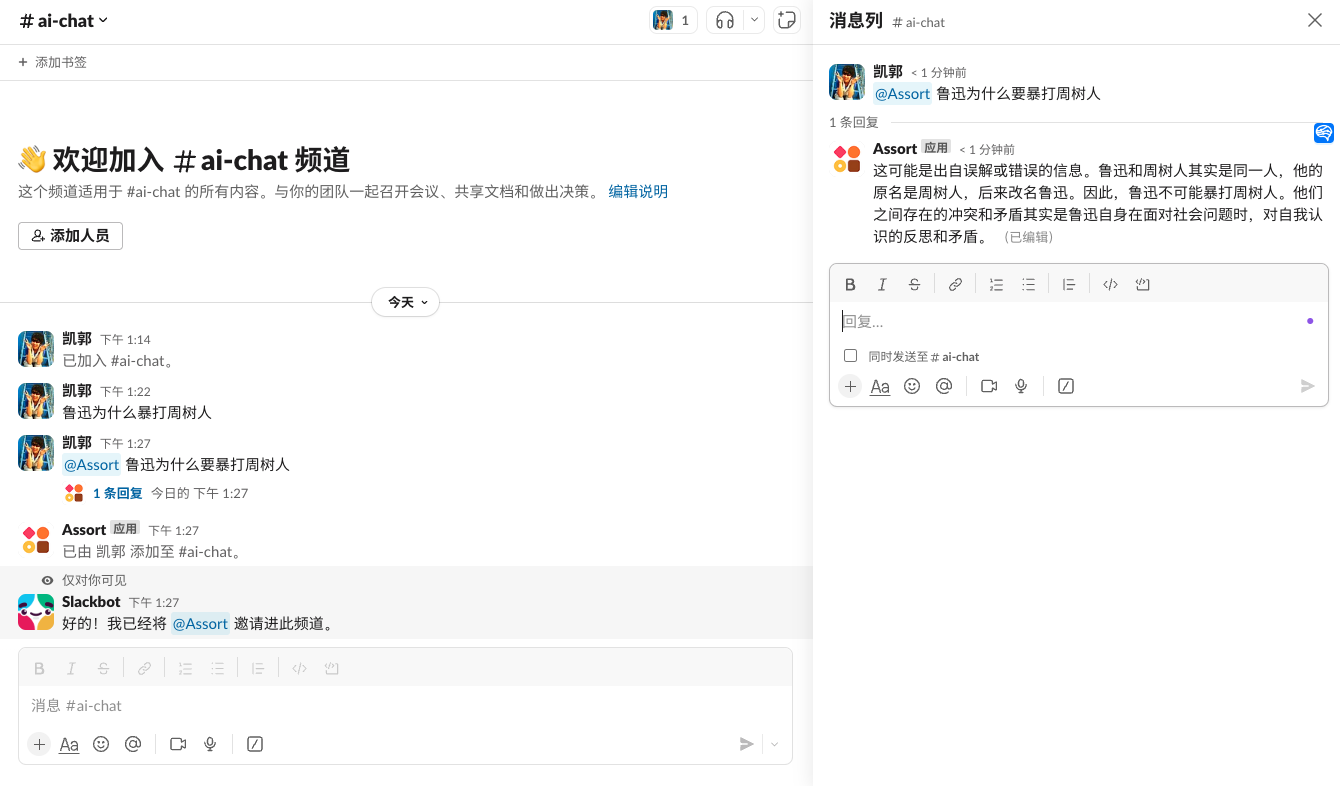 # ai-chat
1
添加书签
欢迎加入 # ai-chat 频道
这个频道适用于 #ai-chat 的所有内容。与你的团队一起召开会议、共享文档和做出决策。 编辑说明
添加人员
今天
凯郭 下午 1:14
已加入 #ai-chat。
凯郭 下午 1:22
鲁迅为什么暴打周树人
凯郭 下午 1:27
@Assort 鲁迅为什么要暴打周树人
1 条回复 今日的 下午 1:27
Assort 应用 下午 1:27
已由 凯郭 添加至 #ai-chat。
仅对你可见
Slackbot 下午 1:27
好的！我已经将 @Assort 邀请进此频道。
B I S
消息 #ai-chat
Aa
消息列 # ai-chat
凯郭 < 1 分钟前
@Assort 鲁迅为什么要暴打周树人
1 条回复
Assort 应用 < 1 分钟前
这可能是出自误解或错误的信息。鲁迅和周树人其实是同一人，他的
原名是周树人，后来改名鲁迅。因此，鲁迅不可能暴打周树人。他们
之间存在的冲突和矛盾其实是鲁迅自身在面对社会问题时，对自我认
识的反思和矛盾。 （已编辑）
B I S
回复...
同时发送至 # ai-chat
Aa